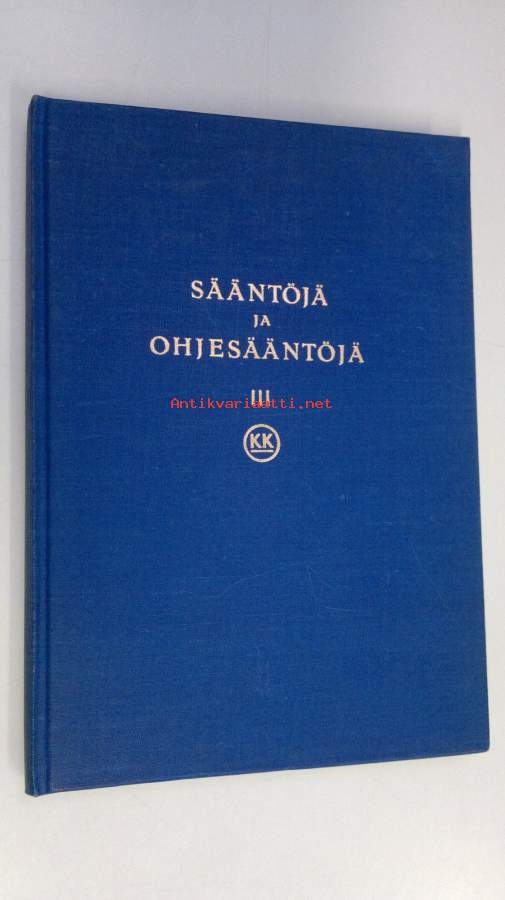 SÄÄNTÖJÄ
JA
OHJESÄÄNTÖJÄ
III
Antikvariaatti.net
KK